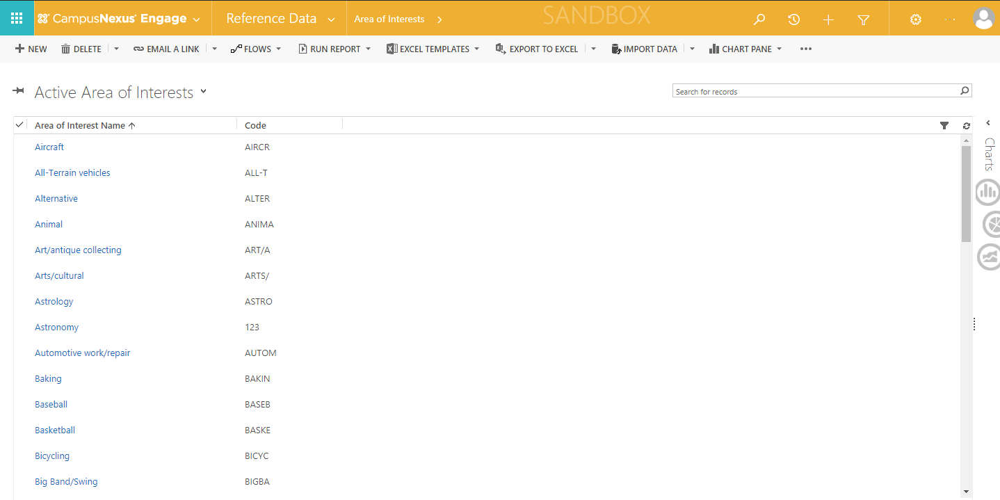 CampusNexus® Engage Reference Data Area of Interests SANDBOX
NEW DELETE EMAIL A LINK FLOWS RUN REPORT EXCEL TEMPLATES EXPORT TO EXCEL IMPORT DATA CHART PANE
Active Area of Interests
Search for records
Area of Interest Name Code
Charts
Aircraft AIRCR
All-Terrain vehicles ALL-T
Alternative ALTER
Animal ANIMA
Art/antique collecting ART/A
Arts/cultural ARTS/
Astrology ASTRO
Astronomy 123
Automotive work/repair AUTOM
Baking BAKIN
Baseball BASEB
Basketball BASKE
Bicycling BICYC
Big Band/Swing BIGBA